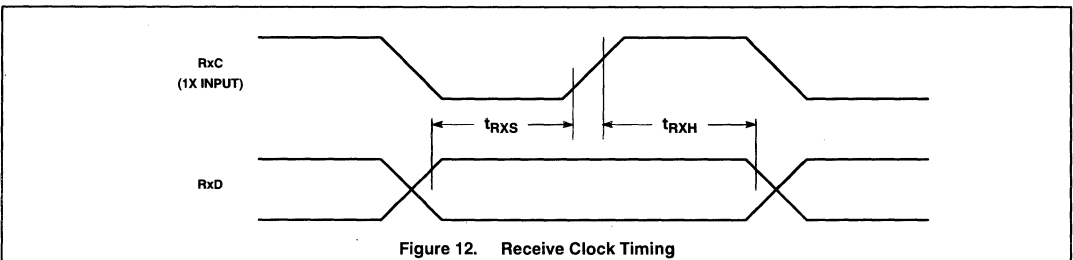 RxC
(1X INPUT)
tRXS
tRXH
RxD
Figure 12. Receive Clock Timing